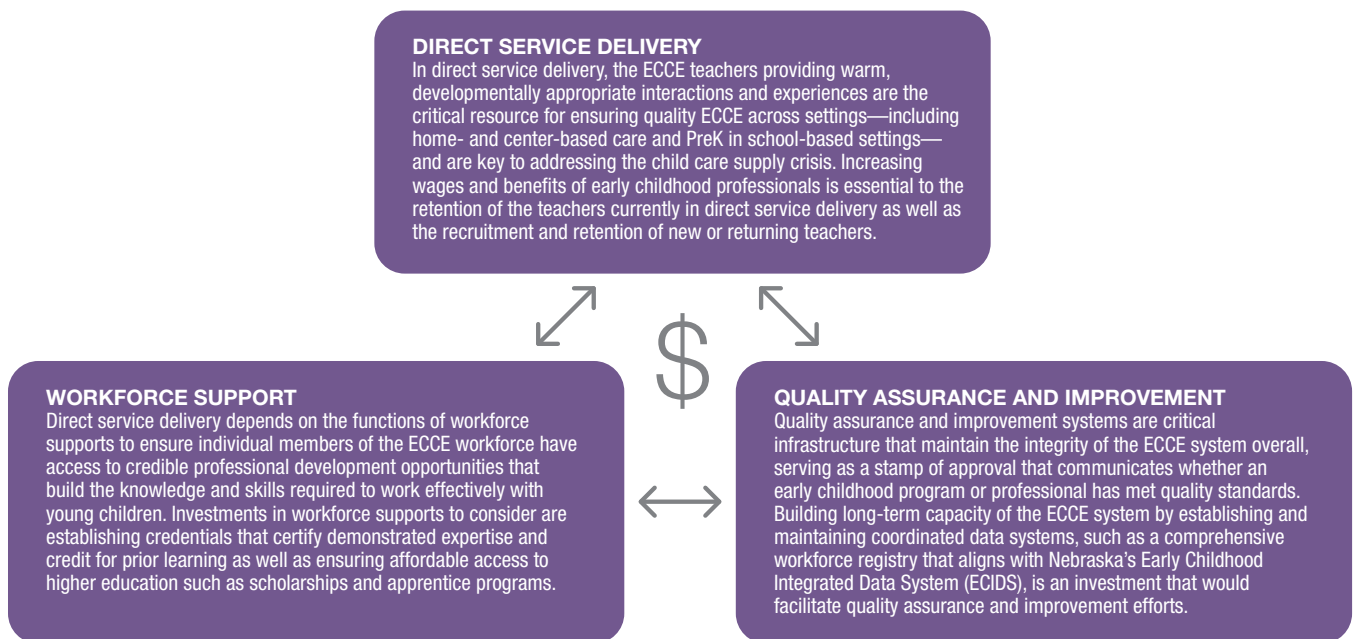 DIRECT SERVICE DELIVERY
In direct service delivery, the ECCE teachers providing warm,
developmentally appropriate interactions and experiences are the
critical resource for ensuring quality ECCE across settings—including
home- and center-based care and PreK in school-based settings—
and are key to addressing the child care supply crisis. Increasing
wages and benefits of early childhood professionals is essential to the
retention of the teachers currently in direct service delivery as well as
the recruitment and retention of new or returning teachers.
$
WORKFORCE SUPPORT
Direct service delivery depends on the functions of workforce
supports to ensure individual members of the ECCE workforce have
access to credible professional development opportunities that
build the knowledge and skills required to work effectively with
young children. Investments in workforce supports to consider are
establishing credentials that certify demonstrated expertise and
credit for prior learning as well as ensuring affordable access to
higher education such as scholarships and apprentice programs.
QUALITY ASSURANCE AND IMPROVEMENT
Quality assurance and improvement systems are critical
infrastructure that maintain the integrity of the ECCE system overall,
serving as a stamp of approval that communicates whether an
early childhood program or professional has met quality standards.
Building long-term capacity of the ECCE system by establishing and
maintaining coordinated data systems, such as a comprehensive
workforce registry that aligns with Nebraska’s Early Childhood
Integrated Data System (ECIDS), is an investment that would
facilitate quality assurance and improvement efforts.